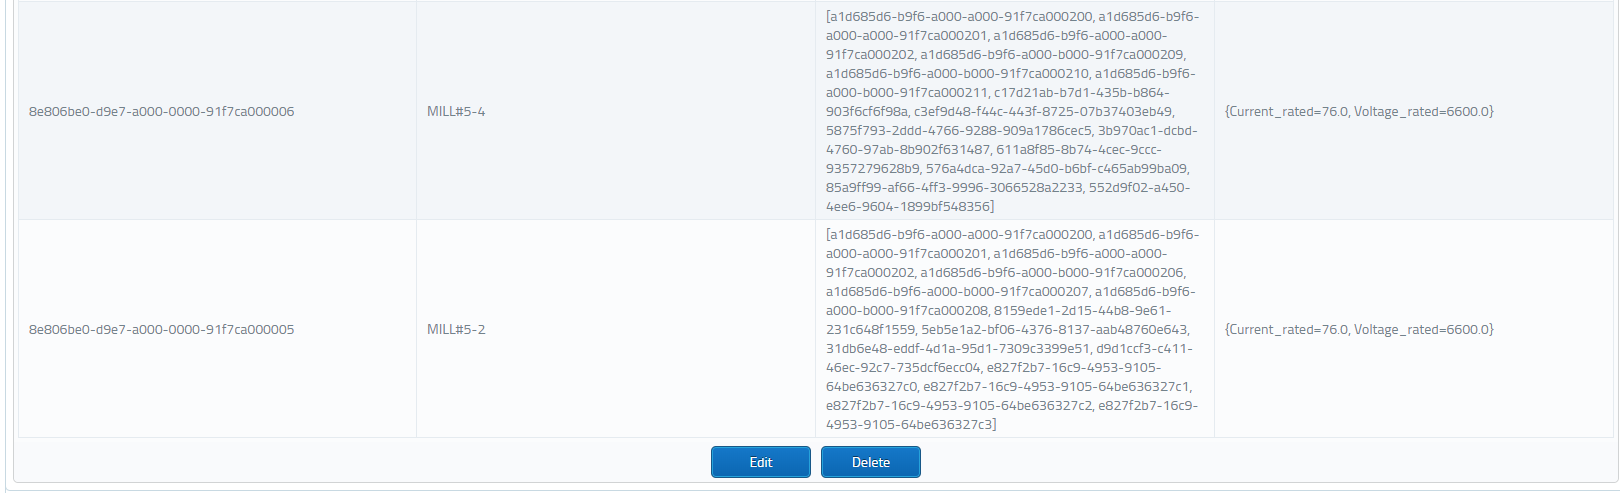 [a1d685d6-b9f6-a000-a000-91f7ca000200, a1d685d6-b9f6-
a000-a000-91f7ca000201, a1d685d6-b9f6-a000-a000-
91f7ca000202, a1d685d6-b9f6-a000-b000-91f7ca000209,
a1d685d6-b9f6-a000-b000-91f7ca000210, a1d685d6-b9f6-
a000-b000-91f7ca000211, c17d21ab-b7d1-435b-b864-
8e806be0-d9e7-a000-0000-91f7ca000006 MILL#5-4 903f6cf6f98a, c3ef9d48-f44c-443f-8725-07b37403eb49, {Current_rated=76.0, Voltage_rated=6600.0}
5875f793-2ddd-4766-9288-909a1786cec5, 3b970ac1-dcbd-
4760-97ab-8b902f631487, 611a8f85-8b74-4cec-9ccc-
9357279628b9, 576a4dca-92a7-45d0-b6bf-c465ab99ba09,
85a9ff99-af66-4ff3-9996-3066528a2233, 552d9f02-a450-
4ee6-9604-1899bf548356]
[a1d685d6-b9f6-a000-a000-91f7ca000200, a1d685d6-b9f6-
a000-a000-91f7ca000201, a1d685d6-b9f6-a000-a000-
91f7ca000202, a1d685d6-b9f6-a000-b000-91f7ca000206,
a1d685d6-b9f6-a000-b000-91f7ca000207, a1d685d6-b9f6-
a000-b000-91f7ca000208, 8159ede1-2d15-44b8-9e61-
8e806be0-d9e7-a000-0000-91f7ca000005 MILL#5-2 231c648f1559, 5eb5e1a2-bf06-4376-8137-aab48760e643, {Current_rated=76.0, Voltage_rated=6600.0}
31db6e48-eddf-4d1a-95d1-7309c3399e51, d9d1ccf3-c411-
46ec-92c7-735dcf6ecc04, e827f2b7-16c9-4953-9105-
64be636327c0, e827f2b7-16c9-4953-9105-64be636327c1,
e827f2b7-16c9-4953-9105-64be636327c2, e827f2b7-16c9-
4953-9105-64be636327c3]
Edit Delete